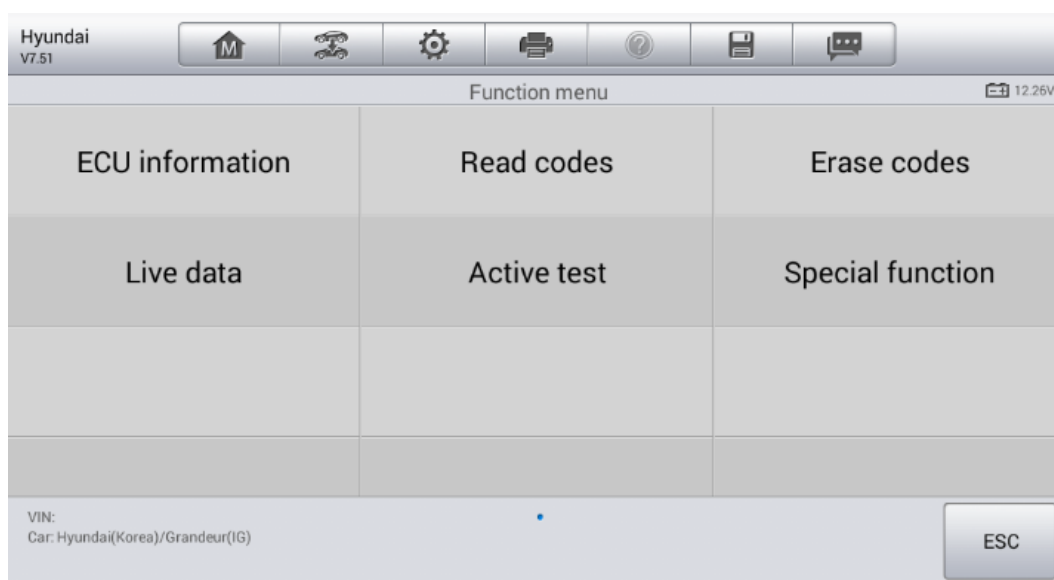 Hyundai
V7.51
M
Function menu
12.26V
ECU information
Read codes
Erase codes
Live data
Active test
Special function
VIN:
Car: Hyundai(Korea)/Grandeur(IG)
ESC